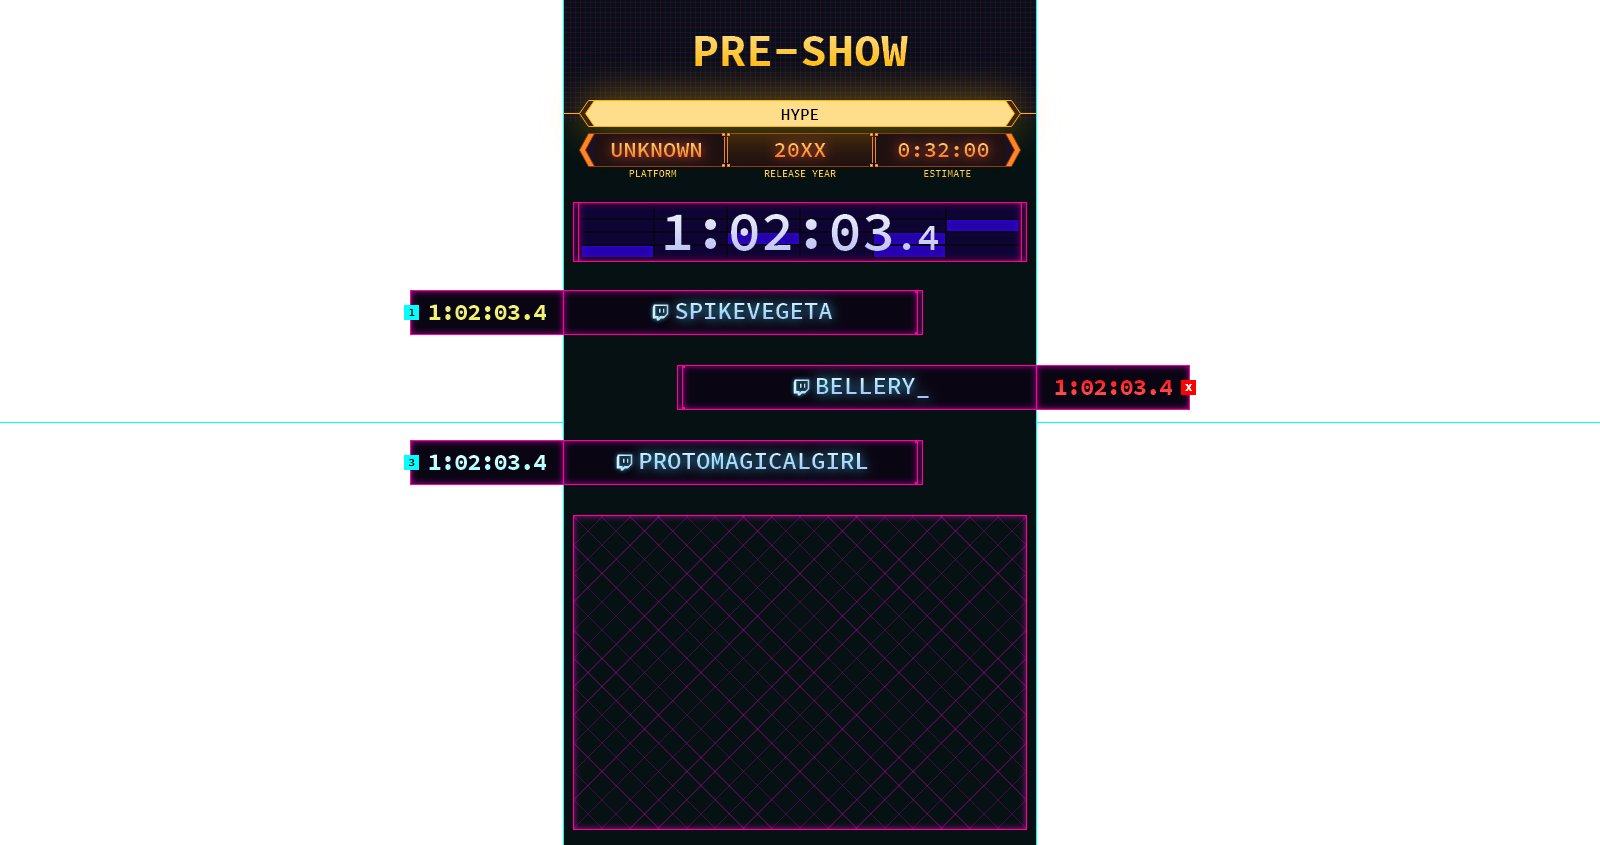 PRE-SHOW
HYPE
UNKNOWN 20XX 0:32:00
PLATFORM RELEASE YEAR ESTIMATE
1:02:03.4
1 1:02:03.4 SPIKEVEGETA
BELLERY_ 1:02:03.4 X
3 1:02:03.4 PROTOMAGICALGIRL